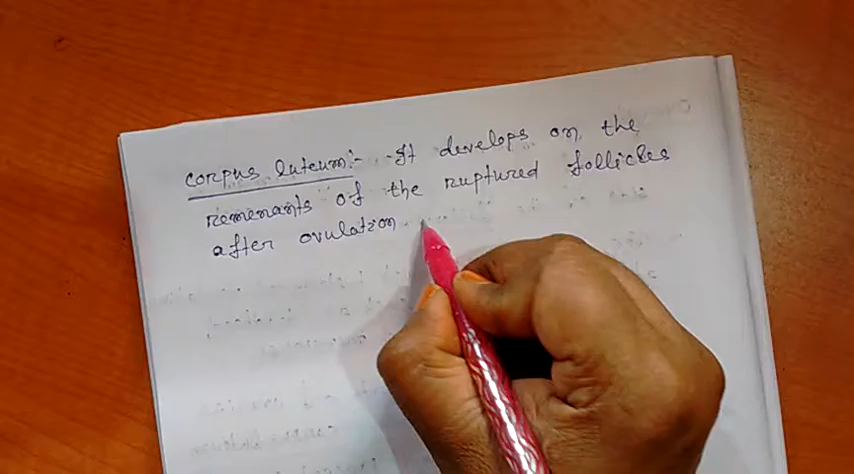 corpus luteum:- It develops on the
remenants of the ruptured follicles
after ovulation.